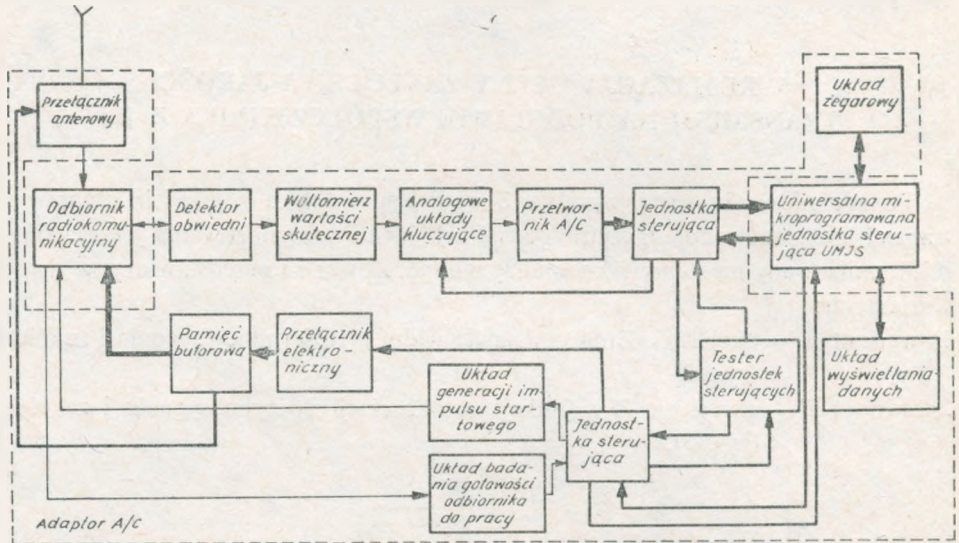 Przełącznik
antenowy
Układ
zegarowy
Odbiornik
radiokomu-
nikacyjny
Detektor
obwiedni
Woltomierz
wartości
skutecznej
Analogowe
układy
kluczujące
Przetwor-
nik A/C
Jednostka
sterująca
Uniwersalna mi-
kroprogramowana
jednostka steru-
jąca UMJS
Pamięć
buforowa
Przełącznik
elektro-
niczny
Układ
generacji im-
pulsu star-
towego
Jednost-
ka steru-
jąca
Tester
jednostek
sterujących
Układ
wyświetlania
danych
Układ bada-
nia gotowości
odbiornika
do pracy
Adaptor A/C